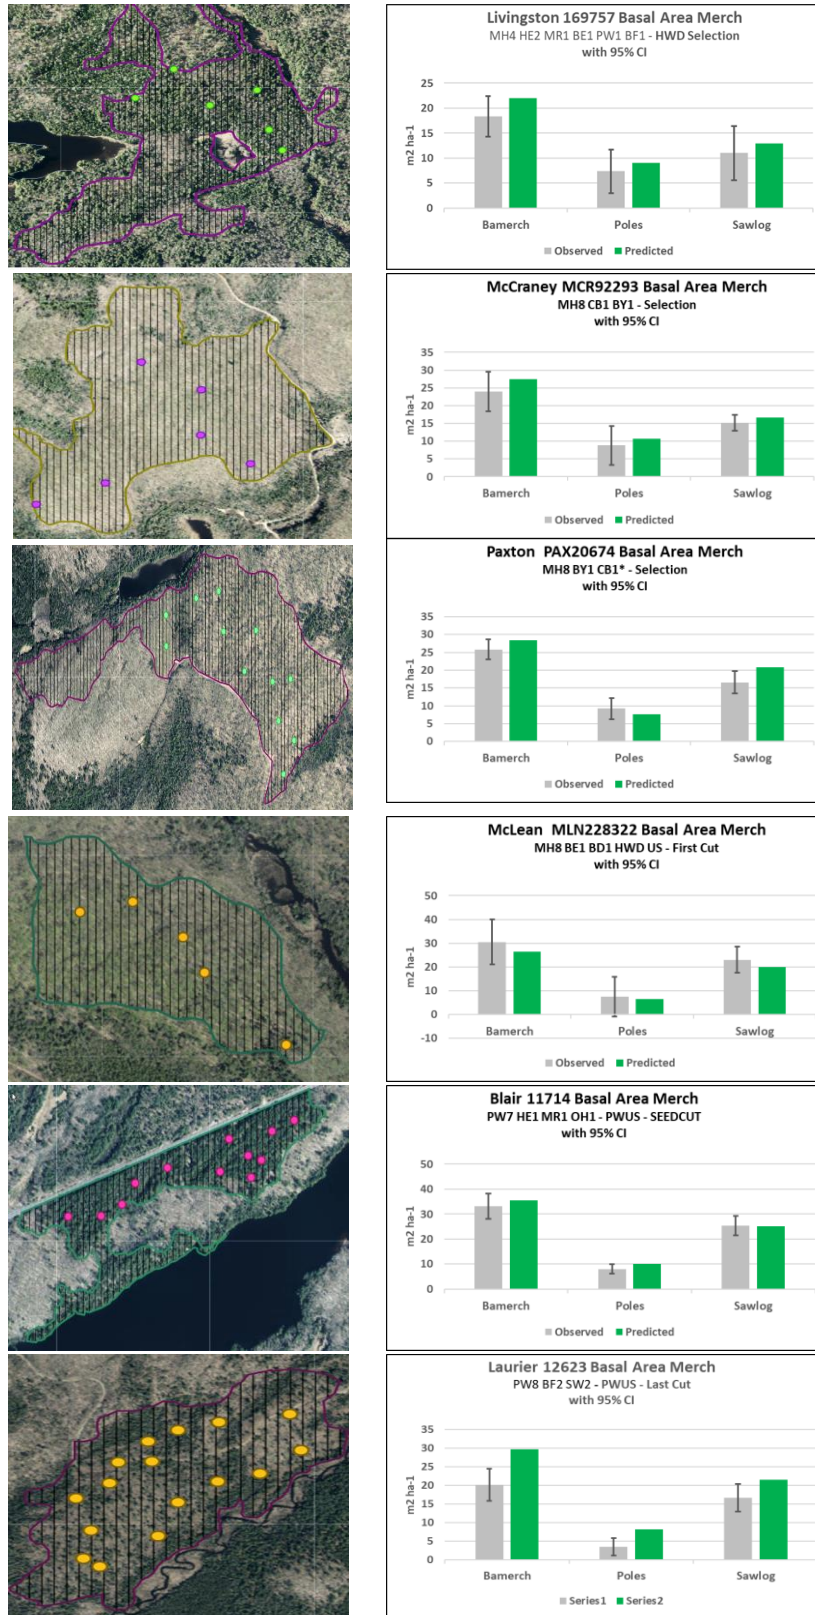 Livingston 169757 Basal Area Merch
MH4 HE2 MR1 BE1 PW1 BF1 - HWD Selection
with 95% CI
25
20
15
10
5
0
m2 ha-1
Bamerch Poles Sawlog
Observed Predicted
McCraney MCR92293 Basal Area Merch
MH8 CB1 BY1 - Selection
with 95% CI
35
30
25
20
15
10
5
0
m2 ha-1
Bamerch Poles Sawlog
Observed Predicted
Paxton PAX20674 Basal Area Merch
MH8 BY1 CB1* - Selection
with 95% CI
35
30
25
20
15
10
5
0
m2 ha-1
Bamerch Poles Sawlog
Observed Predicted
McLean MLN228322 Basal Area Merch
MH8 BE1 BD1 HWD US - First Cut
with 95% CI
50
40
30
20
10
0
-10
m2 ha-1
Bamerch Poles Sawlog
Observed Predicted
Blair 11714 Basal Area Merch
PW7 HE1 MR1 OH1 - PWUS - SEEDCUT
with 95% CI
50
40
30
20
10
0
m2 ha-1
Bamerch Poles Sawlog
Observed Predicted
Laurier 12623 Basal Area Merch
PW8 BF2 SW2 - PWUS - Last Cut
with 95% CI
35
30
25
20
15
10
5
0
m2 ha-1
Bamerch Poles Sawlog
Series1 Series2